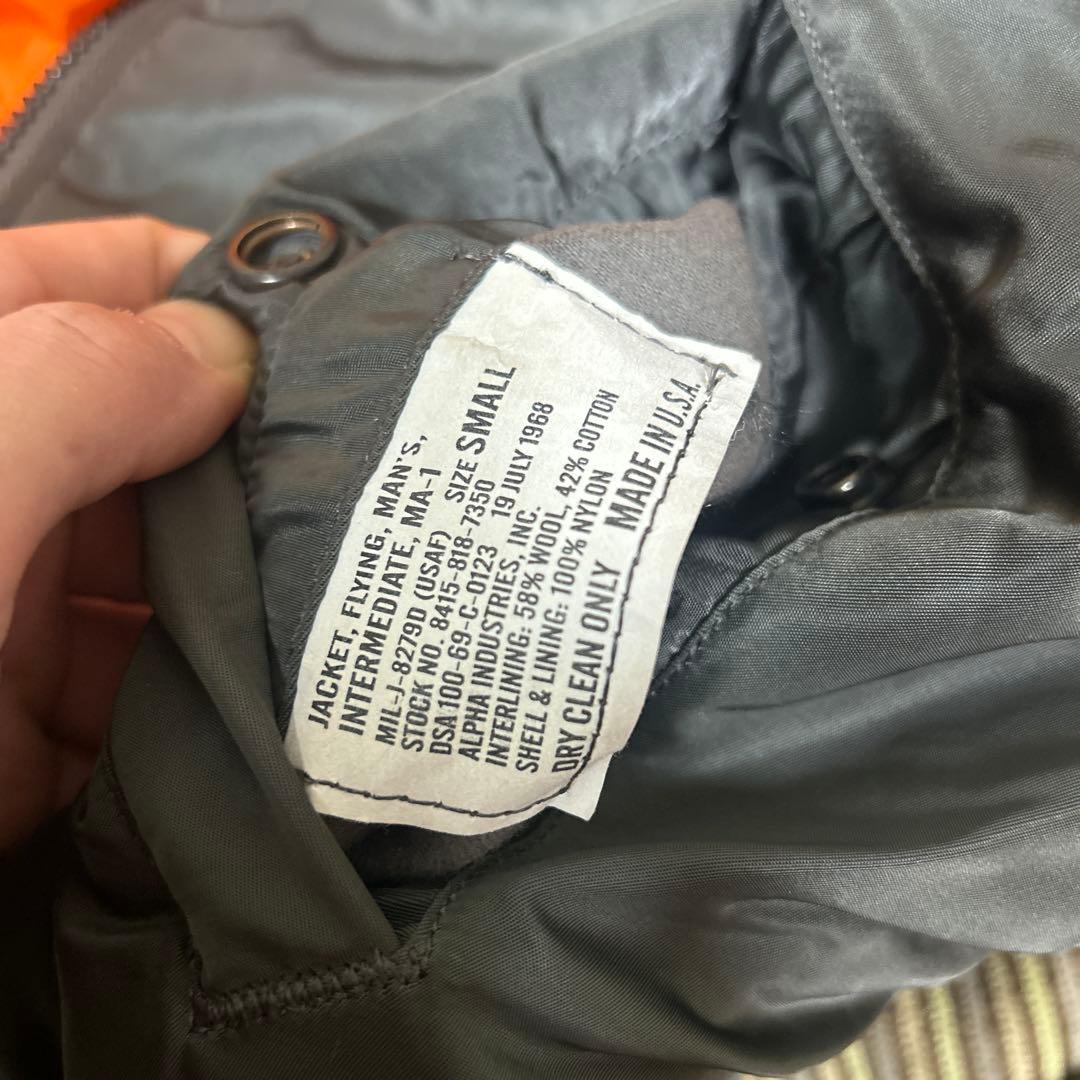 JACKET, FLYING, MAN'S,
INTERMEDIATE, MA-1
MIL-J-8279D (USAF) SIZE SMALL
STOCK NO. 8415-818-7350
DSA 100-69-C-0123 19 JULY 1968
ALPHA INDUSTRIES, INC.
INTERLINING: 58% WOOL, 42% COTTON
SHELL & LINING: 100% NYLON
DRY CLEAN ONLY MADE IN U.S.A.